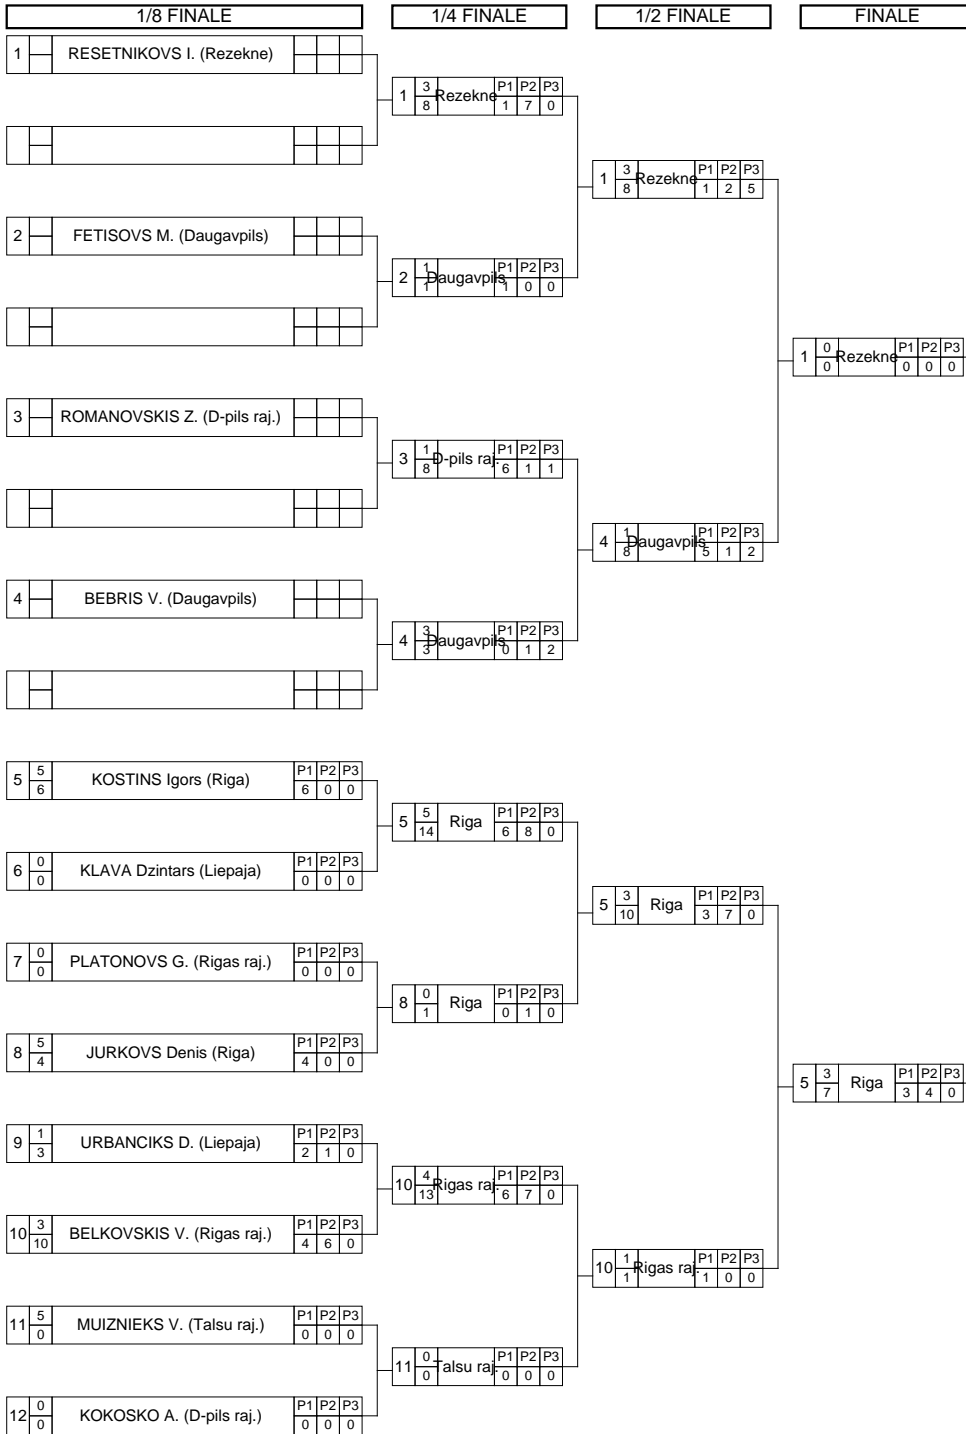 1/8 FINALE 1/4 FINALE 1/2 FINALE FINALE
1 RESETNIKOVS I. (Rezekne)
1 3 8 Rezekne P1 P2 P3 1 7 0
1 3 8 Rezekne P1 P2 P3 1 2 5
2 FETISOVS M. (Daugavpils)
2 1 1 Daugavpils P1 P2 P3 1 0 0
1 0 0 Rezekne P1 P2 P3 0 0 0
3 ROMANOVSKIS Z. (D-pils raj.)
3 1 8 D-pils raj. P1 P2 P3 6 1 1
4 1 8 Daugavpils P1 P2 P3 5 1 2
4 BEBRIS V. (Daugavpils)
4 3 3 Daugavpils P1 P2 P3 0 1 2
5 5 6 KOSTINS Igors (Riga) P1 P2 P3 6 0 0
5 5 14 Riga P1 P2 P3 6 8 0
6 0 0 KLAVA Dzintars (Liepaja) P1 P2 P3 0 0 0
5 3 10 Riga P1 P2 P3 3 7 0
7 0 0 PLATONOVS G. (Rigas raj.) P1 P2 P3 0 0 0
8 0 1 Riga P1 P2 P3 0 1 0
8 5 4 JURKOVS Denis (Riga) P1 P2 P3 4 0 0
5 3 7 Riga P1 P2 P3 3 4 0
9 1 3 URBANCIKS D. (Liepaja) P1 P2 P3 2 1 0
10 4 13 Rigas raj. P1 P2 P3 6 7 0
10 3 10 BELKOVSKIS V. (Rigas raj.) P1 P2 P3 4 6 0
10 1 1 Rigas raj. P1 P2 P3 1 0 0
11 5 0 MUIZNIEKS V. (Talsu raj.) P1 P2 P3 0 0 0
11 0 0 Talsu raj. P1 P2 P3 0 0 0
12 0 0 KOKOSKO A. (D-pils raj.) P1 P2 P3 0 0 0